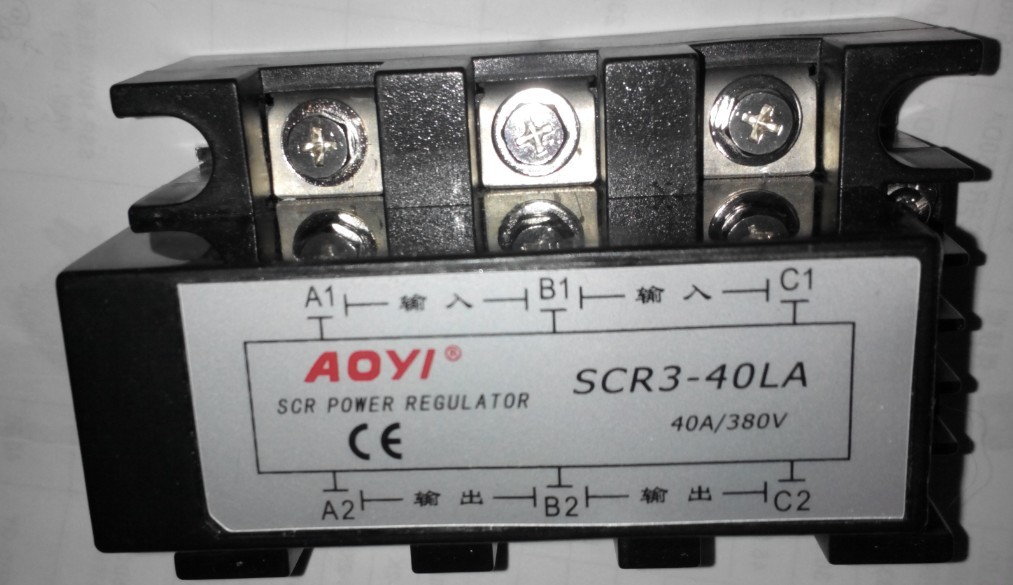 A1 输入 B1 输入 C1
AOYI®
SCR3-40LA
SCR POWER REGULATOR
40A/380V
CE
A2 输出 B2 输出 C2